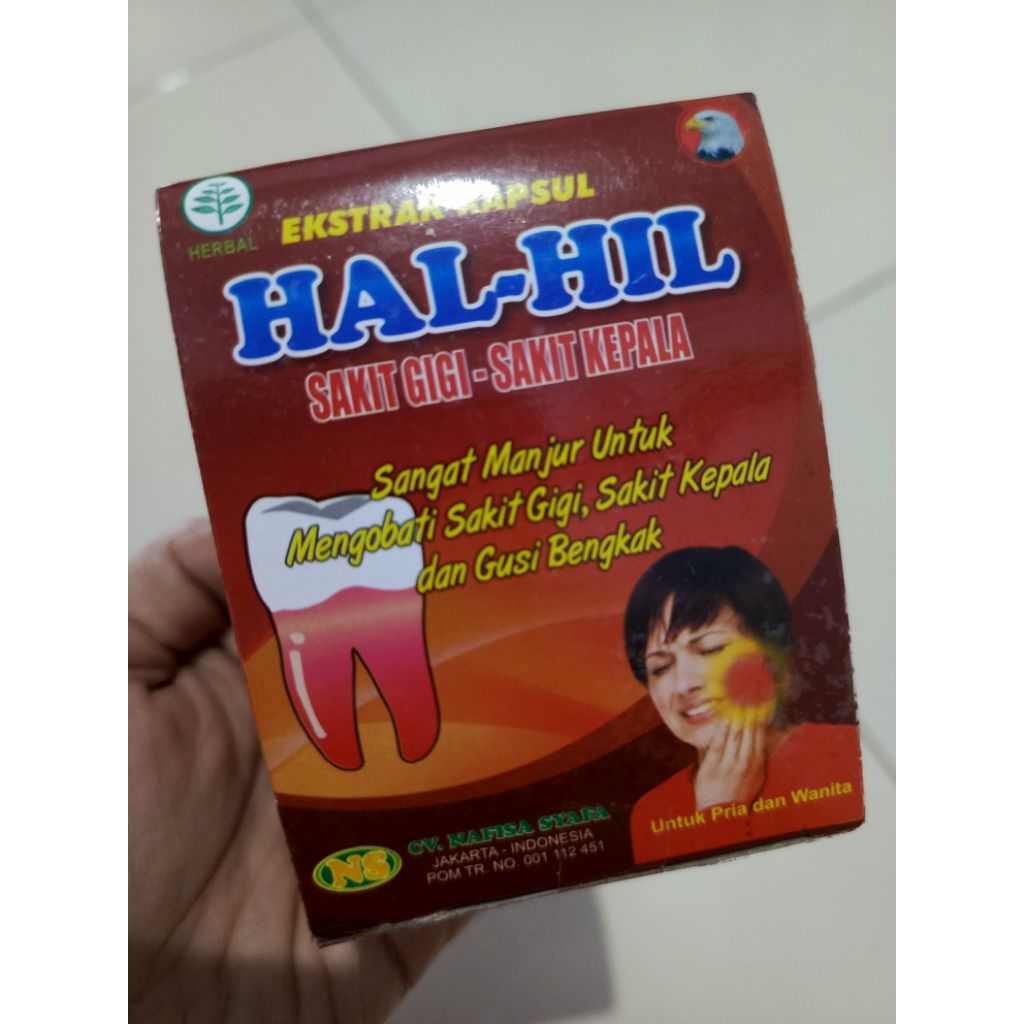 HERBAL
EKSTRAK KAPSUL
HAL-HIL
SAKIT GIGI - SAKIT KEPALA
Sangat Manjur Untuk
Mengobati Sakit Gigi, Sakit Kepala
dan Gusi Bengkak
Untuk Pria dan Wanita
NS
CV. NAFISA SYAFA
JAKARTA - INDONESIA
POM TR. NO. 001 112 451